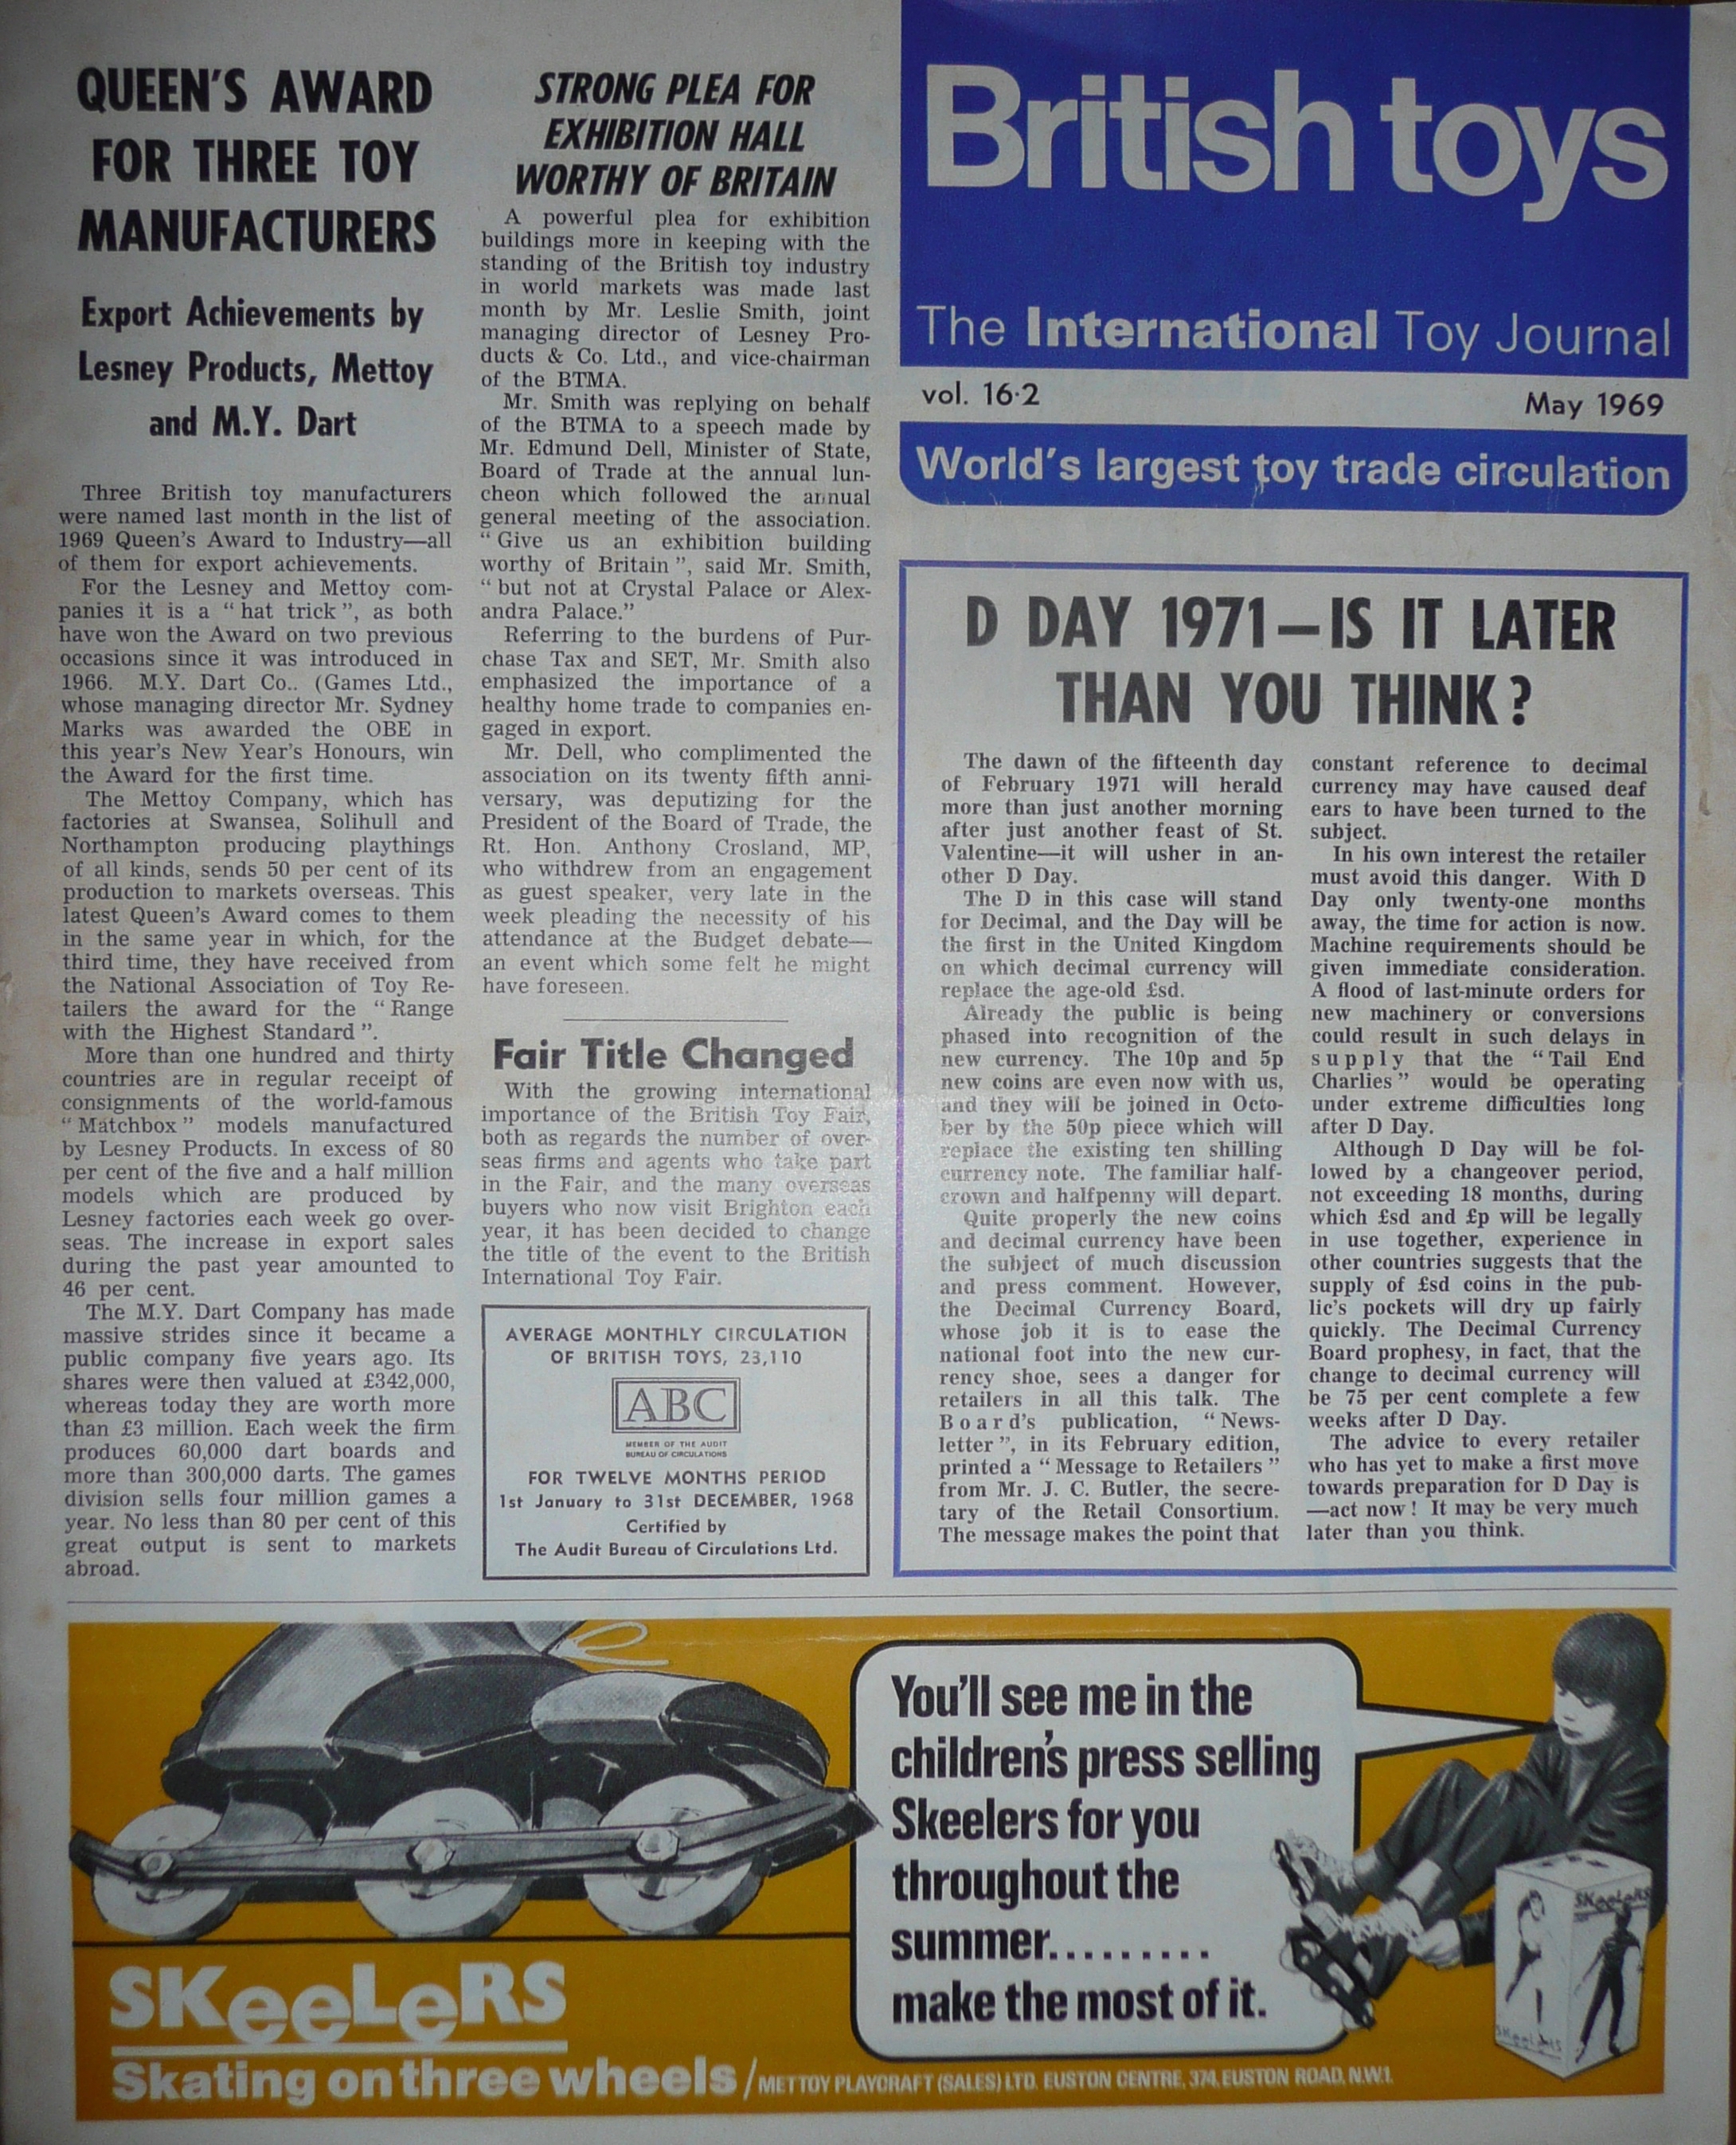 QUEEN'S AWARD
FOR THREE TOY
MANUFACTURERS
Export Achievements by
Lesney Products, Mettoy
and M.Y. Dart
Three British toy manufacturers
were named last month in the list of
1969 Queen's Award to Industry—all
of them for export achievements.
For the Lesney and Mettoy com-
panies it is a " hat trick ", as both
have won the Award on two previous
occasions since it was introduced in
1966. M.Y. Dart Co.. (Games Ltd.,
whose managing director Mr. Sydney
Marks was awarded the OBE in
this year's New Year's Honours, win
the Award for the first time.
The Mettoy Company, which has
factories at Swansea, Solihull and
Northampton producing playthings
of all kinds, sends 50 per cent of its
production to markets overseas. This
latest Queen's Award comes to them
in the same year in which, for the
third time, they have received from
the National Association of Toy Re-
tailers the award for the " Range
with the Highest Standard ".
More than one hundred and thirty
countries are in regular receipt of
consignments of the world-famous
" Matchbox " models manufactured
by Lesney Products. In excess of 80
per cent of the five and a half million
models which are produced by
Lesney factories each week go over-
seas. The increase in export sales
during the past year amounted to
46 per cent.
The M.Y. Dart Company has made
massive strides since it became a
public company five years ago. Its
shares were then valued at £342,000,
whereas today they are worth more
than £3 million. Each week the firm
produces 60,000 dart boards and
more than 300,000 darts. The games
division sells four million games a
year. No less than 80 per cent of this
great output is sent to markets
abroad.
STRONG PLEA FOR
EXHIBITION HALL
WORTHY OF BRITAIN
A powerful plea for exhibition
buildings more in keeping with the
standing of the British toy industry
in world markets was made last
month by Mr. Leslie Smith, joint
managing director of Lesney Pro-
ducts & Co. Ltd., and vice-chairman
of the BTMA.
Mr. Smith was replying on behalf
of the BTMA to a speech made by
Mr. Edmund Dell, Minister of State,
Board of Trade at the annual lun-
cheon which followed the annual
general meeting of the association.
" Give us an exhibition building
worthy of Britain ", said Mr. Smith,
" but not at Crystal Palace or Alex-
andra Palace."
Referring to the burdens of Pur-
chase Tax and SET, Mr. Smith also
emphasized the importance of a
healthy home trade to companies en-
gaged in export.
Mr. Dell, who complimented the
association on its twenty fifth anni-
versary, was deputizing for the
President of the Board of Trade, the
Rt. Hon. Anthony Crosland, MP,
who withdrew from an engagement
as guest speaker, very late in the
week pleading the necessity of his
attendance at the Budget debate—
an event which some felt he might
have foreseen.
Fair Title Changed
With the growing international
importance of the British Toy Fair,
both as regards the number of over-
seas firms and agents who take part
in the Fair, and the many overseas
buyers who now visit Brighton each
year, it has been decided to change
the title of the event to the British
International Toy Fair.
AVERAGE MONTHLY CIRCULATION
OF BRITISH TOYS, 23,110
ABC
MEMBER OF THE AUDIT
BUREAU OF CIRCULATIONS
FOR TWELVE MONTHS PERIOD
1st January to 31st DECEMBER, 1968
Certified by
The Audit Bureau of Circulations Ltd.
British toys
The International Toy Journal
vol. 16·2 May 1969
World's largest toy trade circulation
D DAY 1971—IS IT LATER
THAN YOU THINK?
The dawn of the fifteenth day
of February 1971 will herald
more than just another morning
after just another feast of St.
Valentine—it will usher in an-
other D Day.
The D in this case will stand
for Decimal, and the Day will be
the first in the United Kingdom
on which decimal currency will
replace the age-old £sd.
Already the public is being
phased into recognition of the
new currency. The 10p and 5p
new coins are even now with us,
and they will be joined in Octo-
ber by the 50p piece which will
replace the existing ten shilling
currency note. The familiar half-
crown and halfpenny will depart.
Quite properly the new coins
and decimal currency have been
the subject of much discussion
and press comment. However,
the Decimal Currency Board,
whose job it is to ease the
national foot into the new cur-
rency shoe, sees a danger for
retailers in all this talk. The
Board's publication, " News-
letter ", in its February edition,
printed a " Message to Retailers "
from Mr. J. C. Butler, the secre-
tary of the Retail Consortium.
The message makes the point that
constant reference to decimal
currency may have caused deaf
ears to have been turned to the
subject.
In his own interest the retailer
must avoid this danger. With D
Day only twenty-one months
away, the time for action is now.
Machine requirements should be
given immediate consideration.
A flood of last-minute orders for
new machinery or conversions
could result in such delays in
supply that the " Tail End
Charlies " would be operating
under extreme difficulties long
after D Day.
Although D Day will be fol-
lowed by a changeover period,
not exceeding 18 months, during
which £sd and £p will be legally
in use together, experience in
other countries suggests that the
supply of £sd coins in the pub-
lic's pockets will dry up fairly
quickly. The Decimal Currency
Board prophesy, in fact, that the
change to decimal currency will
be 75 per cent complete a few
weeks after D Day.
The advice to every retailer
who has yet to make a first move
towards preparation for D Day is
—act now! It may be very much
later than you think.
You'll see me in the
children's press selling
Skeelers for you
throughout the
summer.........
make the most of it.
SKeeLeRS
SKeeLeRS
SKeeLeRS
Skating on three wheels / METTOY PLAYCRAFT (SALES) LTD. EUSTON CENTRE, 374, EUSTON ROAD, N.W.1.